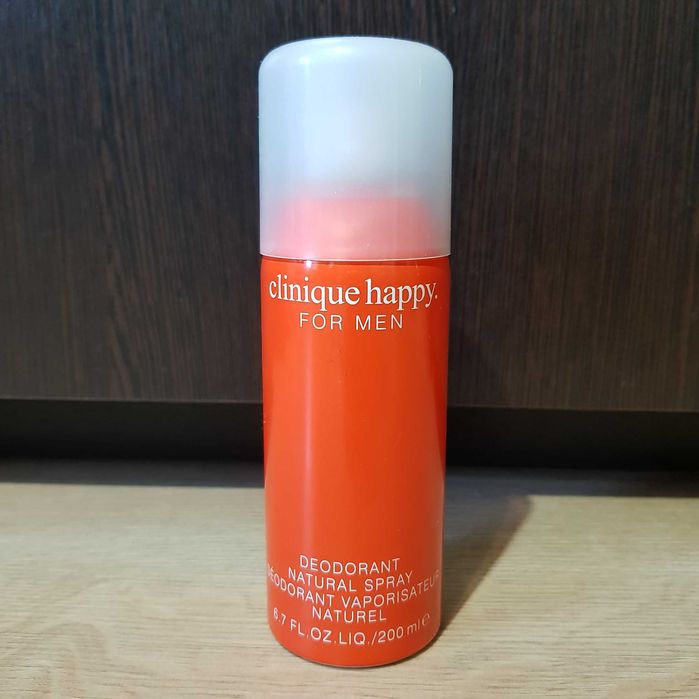 clinique happy.
FOR MEN
DEODORANT
NATURAL SPRAY
DÉODORANT VAPORISATEUR
NATUREL
6.7 FL.OZ.LIQ./200 ml ℮